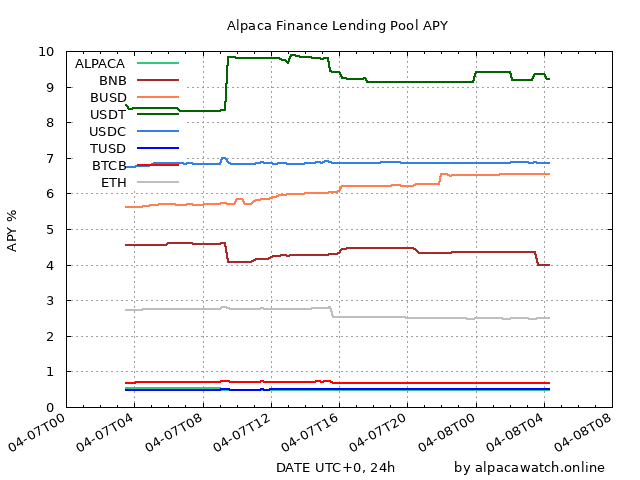 Alpaca Finance Lending Pool APY
10
9
8
7
6
5
4
3
2
1
0
APY %
ALPACA
BNB
BUSD
USDT
USDC
TUSD
BTCB
ETH
04-07T00
04-07T04
04-07T08
04-07T12
04-07T16
04-07T20
04-08T00
04-08T04
04-08T08
DATE UTC+0, 24h
by alpacawatch.online